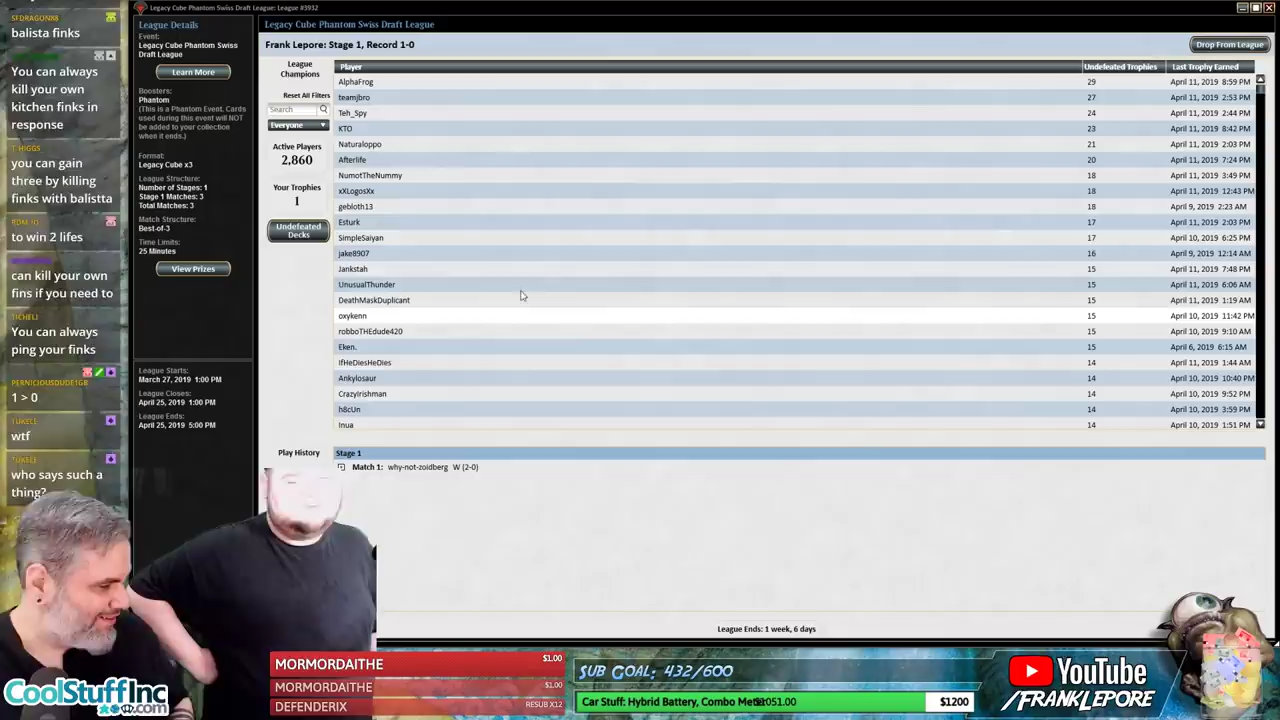 SFDRAGON88
balista finks
You can always
kill your own
kitchen finks in
response
T_HIGGS
you can gain
three by killing
finks with balistta
to win 2 lifes
can kill your own
fins if you need to
TICHELI
You can always
ping your finks
PERNICIOUSDUDE1GB
1 > 0
TUKELL
wtf
TUKELL
who says such a
thing?
Legacy Cube Phantom Swiss Draft League: League #3932
League Details
Event:
Legacy Cube Phantom Swiss
Draft League
Learn More
Boosters:
Phantom
(This is a Phantom Event. Cards
used during this event will NOT
be added to your collection
when it ends.)
Format:
Legacy Cube x3
League Structure:
Number of Stages: 1
Stage 1 Matches: 3
Total Matches: 3
Match Structure:
Best-of-3
Time Limits:
25 Minutes
View Prizes
League Starts:
March 27, 2019 1:00 PM
League Closes:
April 25, 2019 1:00 PM
League Ends:
April 25, 2019 5:00 PM
Legacy Cube Phantom Swiss Draft League
Frank Lepore: Stage 1, Record 1-0
Drop From League
League
Champions
Reset All Filters
Search
Everyone
Active Players
2,860
Your Trophies
1
Undefeated
Decks
Player Undefeated Trophies Last Trophy Earned
AlphaFrog 29 April 11, 2019 8:59 PM
teamjbro 27 April 11, 2019 2:53 PM
Teh_Spy 24 April 11, 2019 2:44 PM
KTO 23 April 11, 2019 8:42 PM
Naturaloppo 21 April 11, 2019 2:03 PM
Afterlife 20 April 11, 2019 7:24 PM
NumotTheNummy 18 April 11, 2019 3:49 PM
xXLogosXx 18 April 11, 2019 12:43 PM
gebloth13 18 April 9, 2019 2:23 AM
Esturk 17 April 11, 2019 2:03 PM
SimpleSaiyan 17 April 10, 2019 6:25 PM
jake8907 16 April 9, 2019 12:14 AM
Jankstah 15 April 11, 2019 7:48 PM
UnusualThunder 15 April 11, 2019 6:06 AM
DeathMaskDuplicant 15 April 11, 2019 1:19 AM
oxykenn 15 April 10, 2019 11:42 PM
robboTHEdude420 15 April 10, 2019 9:10 AM
Eken. 15 April 6, 2019 6:15 AM
IfHeDiesHeDies 14 April 11, 2019 1:44 AM
Ankylosaur 14 April 10, 2019 10:40 PM
CrazyIrishman 14 April 10, 2019 9:52 PM
h8cUn 14 April 10, 2019 3:59 PM
Inua 14 April 10, 2019 1:51 PM
Play History
Stage 1
Match 1: why-not-zoidberg W (2-0)
League Ends: 1 week, 6 days
MORMORDAITHE $1.00
MORMORDAITHE $1.00
DEFENDERIX RESUB X12
SUB GOAL: 432/600
Car Stuff: Hybrid Battery, Combo Meter $1051.00 $1200
YouTube
/FRANKLEPORE
CoolStuffInc
.com